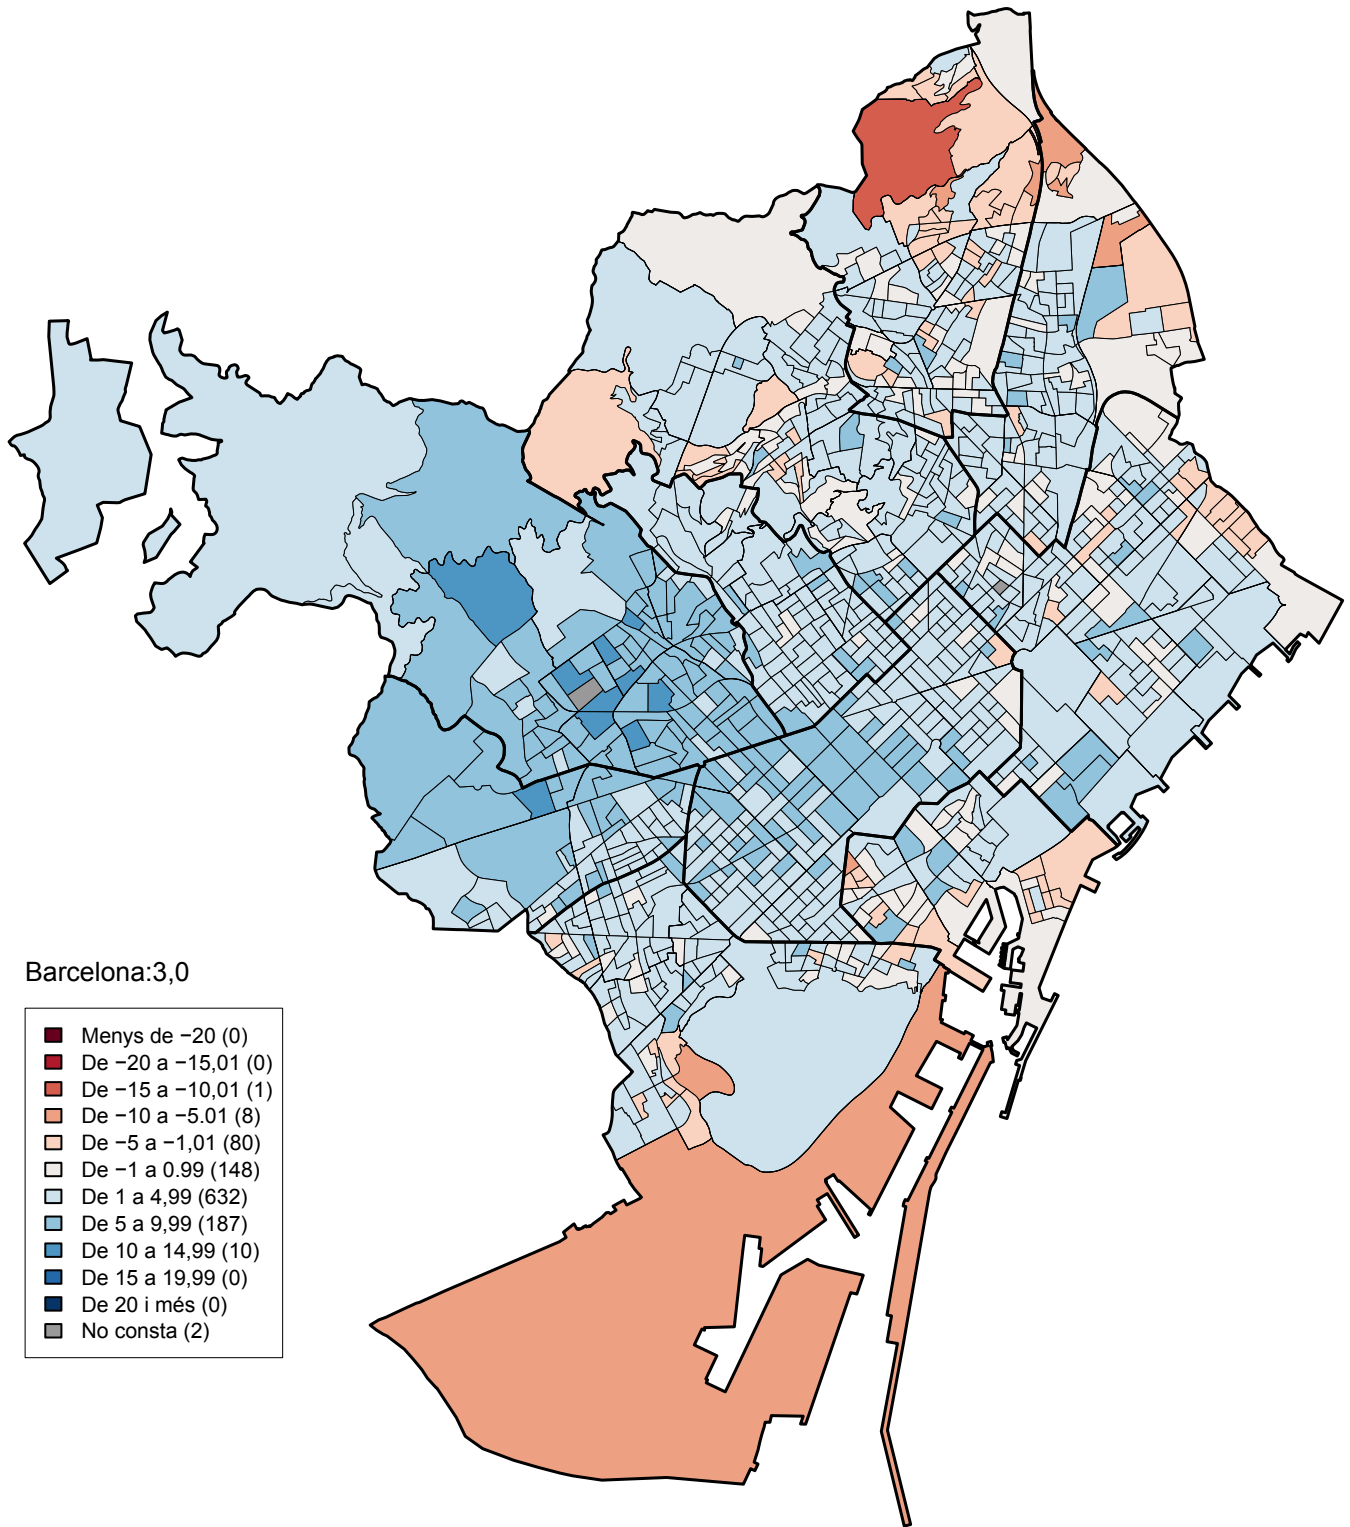 Barcelona:3,0
Menys de −20 (0)
De −20 a −15,01 (0)
De −15 a −10,01 (1)
De −10 a −5.01 (8)
De −5 a −1,01 (80)
De −1 a 0.99 (148)
De 1 a 4,99 (632)
De 5 a 9,99 (187)
De 10 a 14,99 (10)
De 15 a 19,99 (0)
De 20 i més (0)
No consta (2)